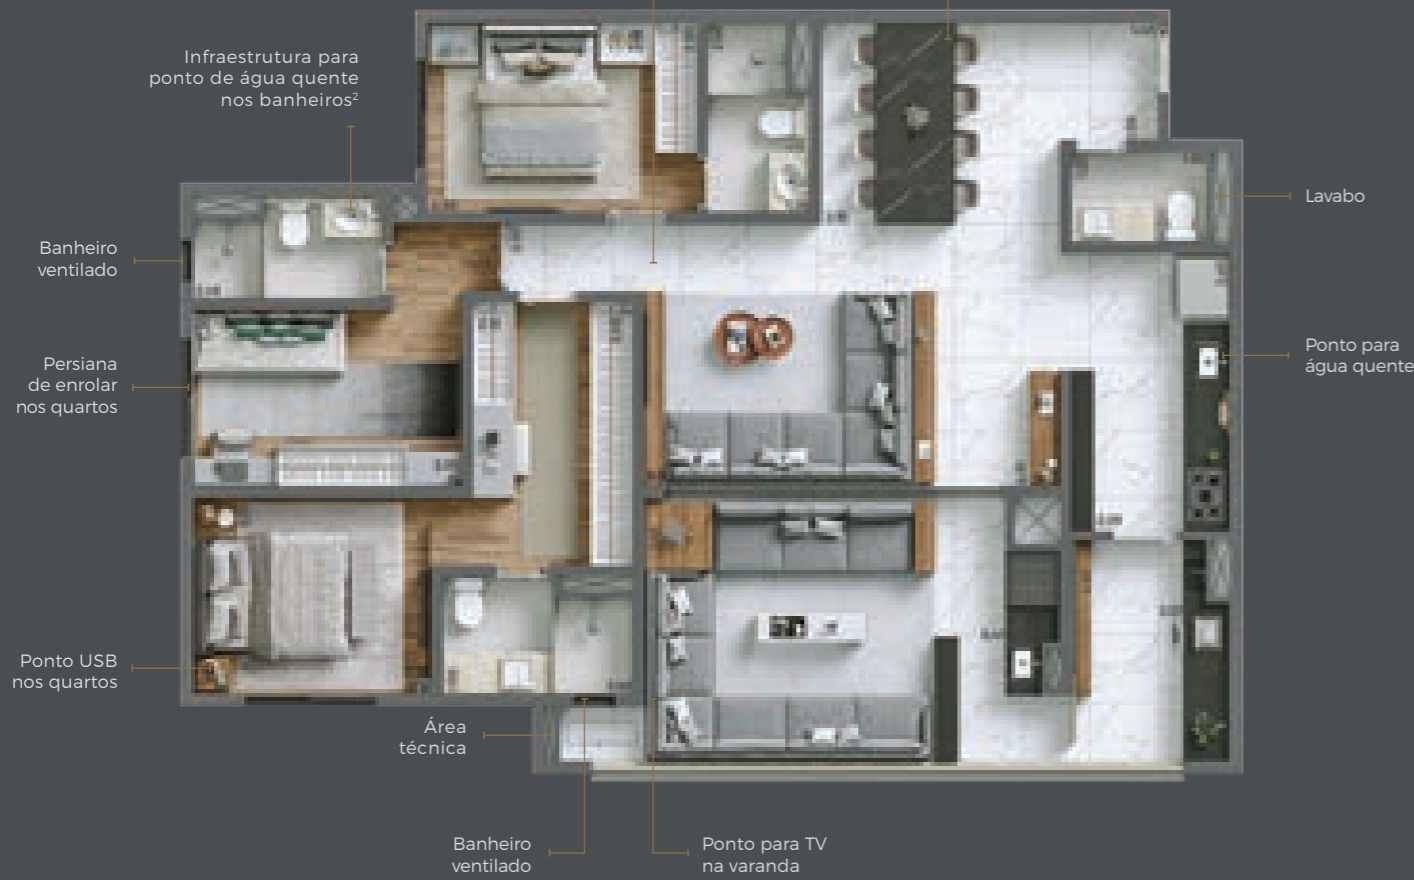 Infraestrutura para
ponto de água quente
nos banheiros²
Banheiro
ventilado
Persiana
de enrolar
nos quartos
Ponto USB
nos quartos
Área
técnica
Banheiro
ventilado
Ponto para TV
na varanda
Lavabo
Ponto para
água quente